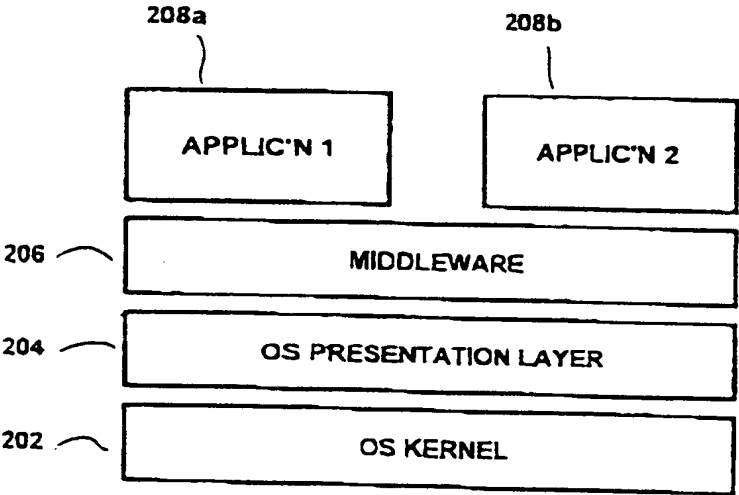 208a
208b
APPLIC'N 1
APPLIC'N 2
206
MIDDLEWARE
204
OS PRESENTATION LAYER
202
OS KERNEL